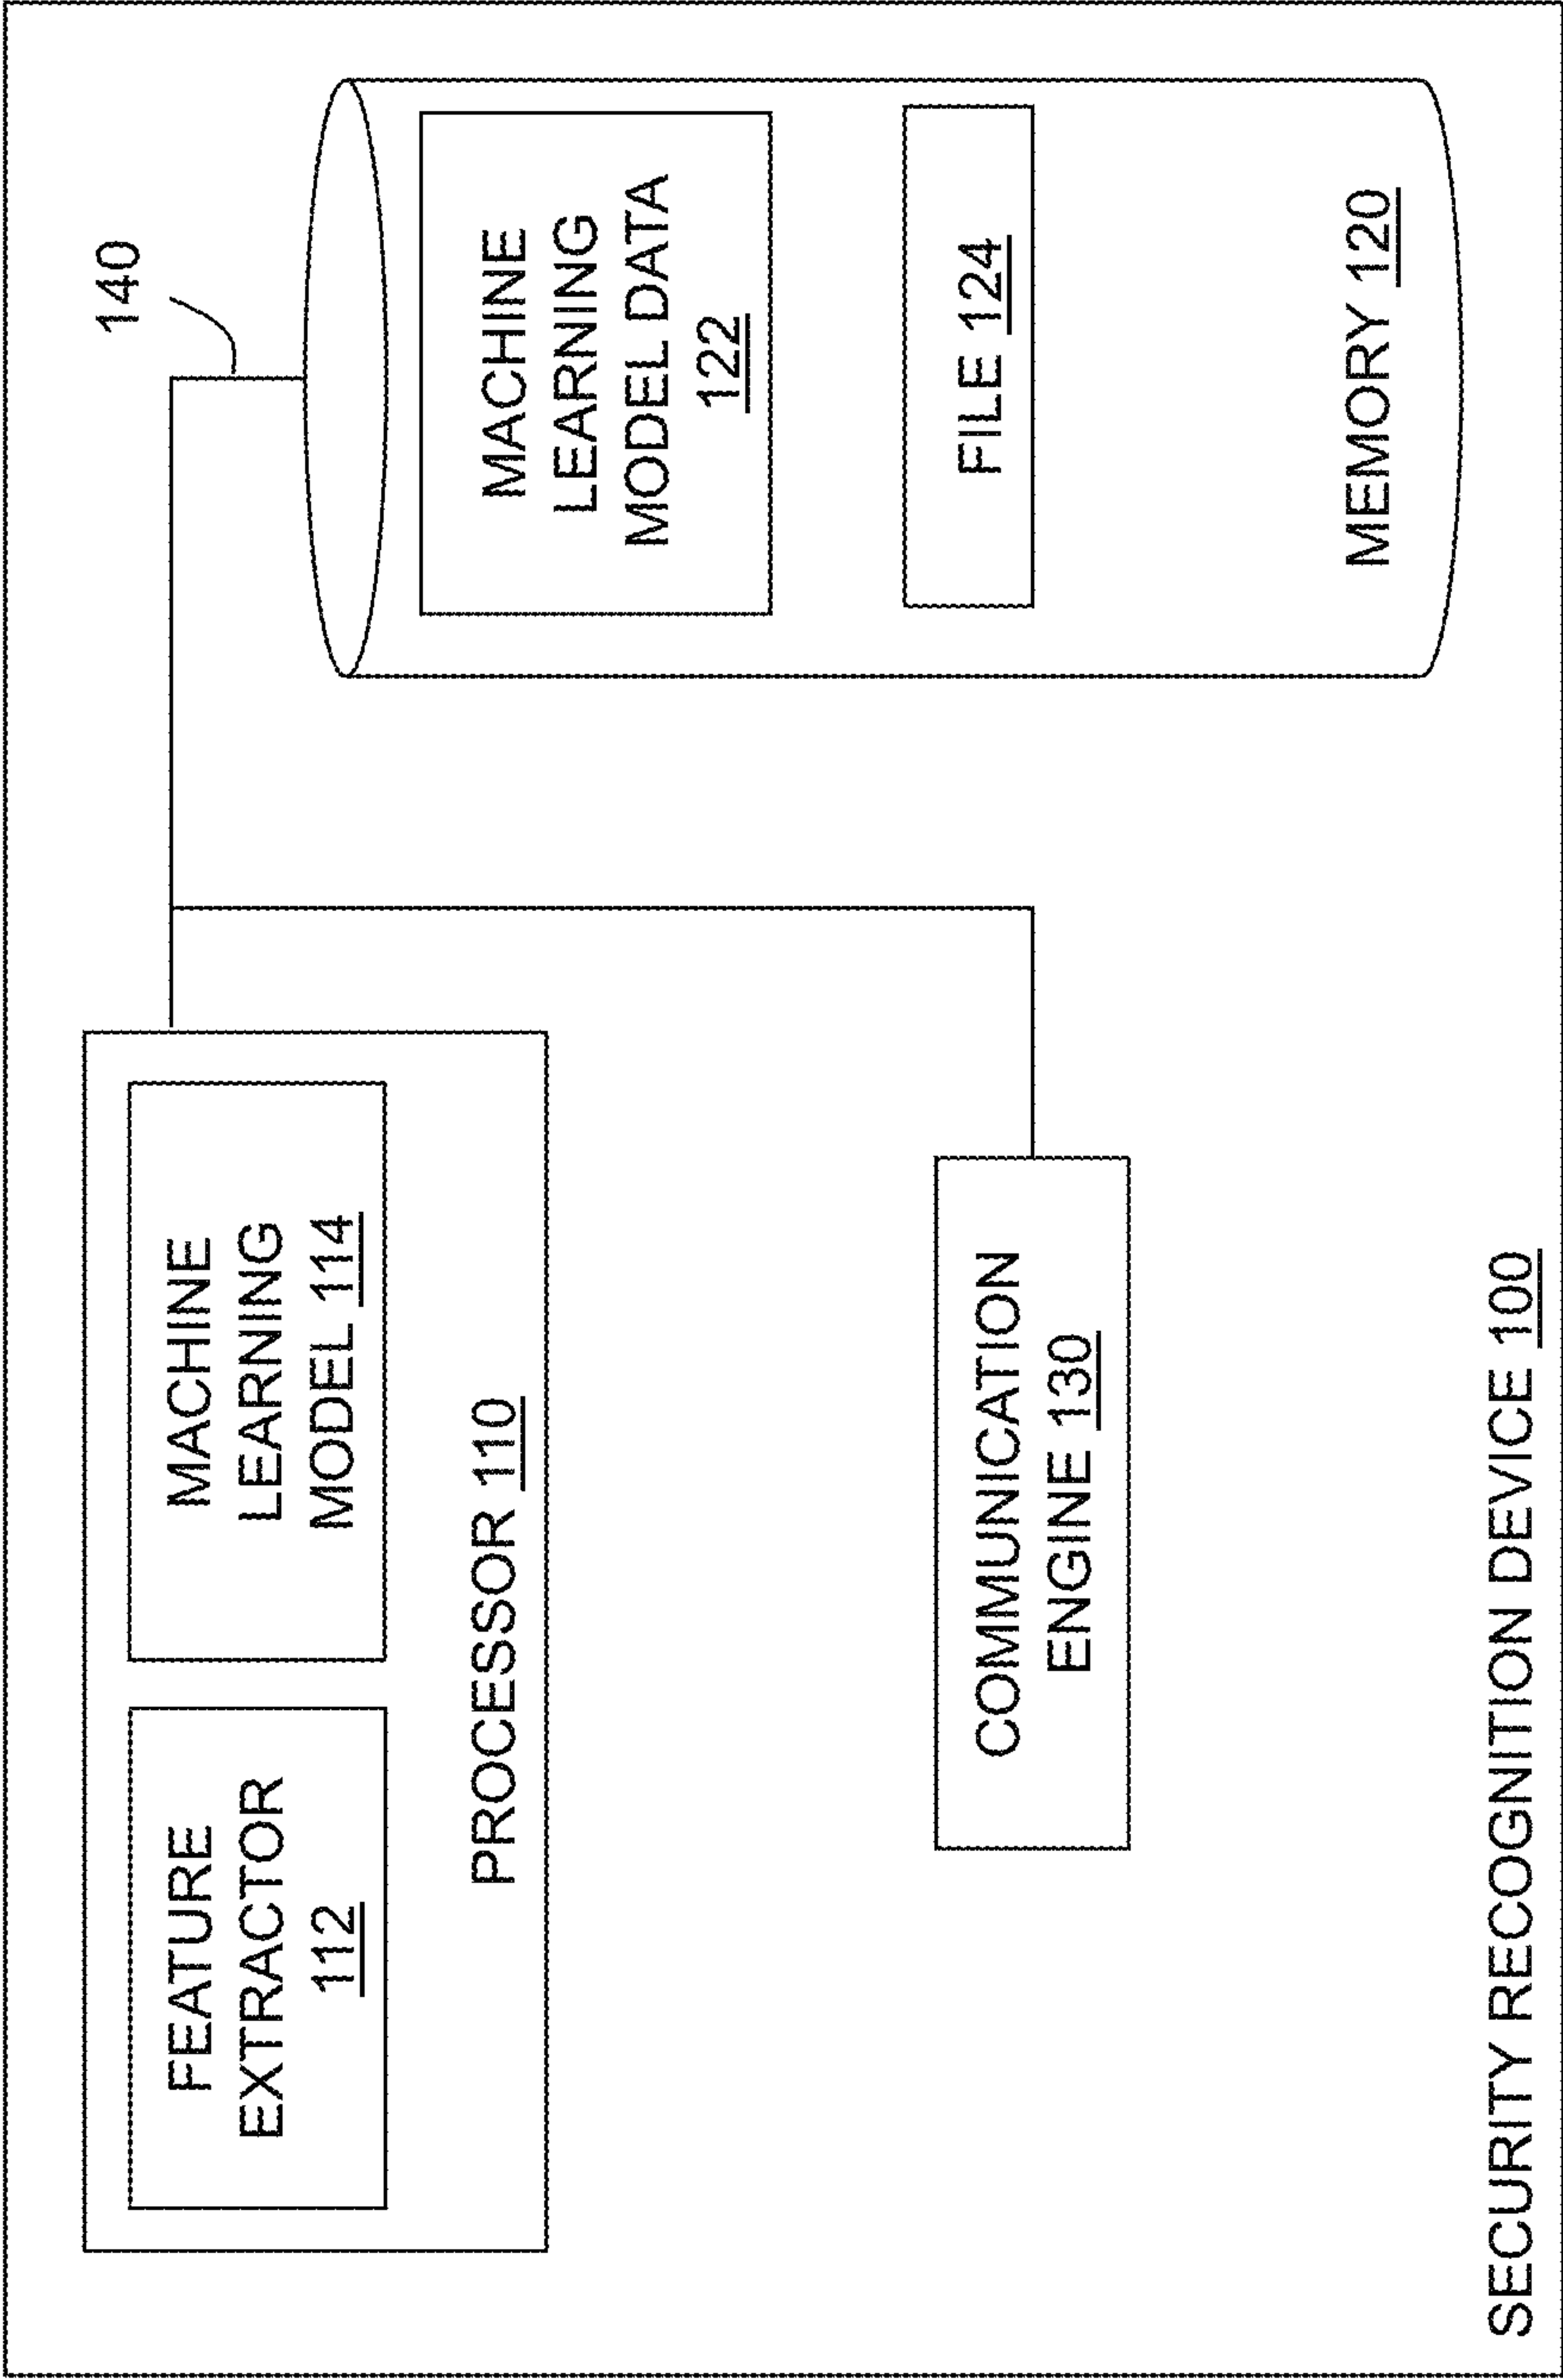 FEATURE
EXTRACTOR
112
MACHINE
LEARNING
MODEL 114
PROCESSOR 110
140
MACHINE
LEARNING
MODEL DATA
122
FILE 124
MEMORY 120
COMMUNICATION
ENGINE 130
SECURITY RECOGNITION DEVICE 100